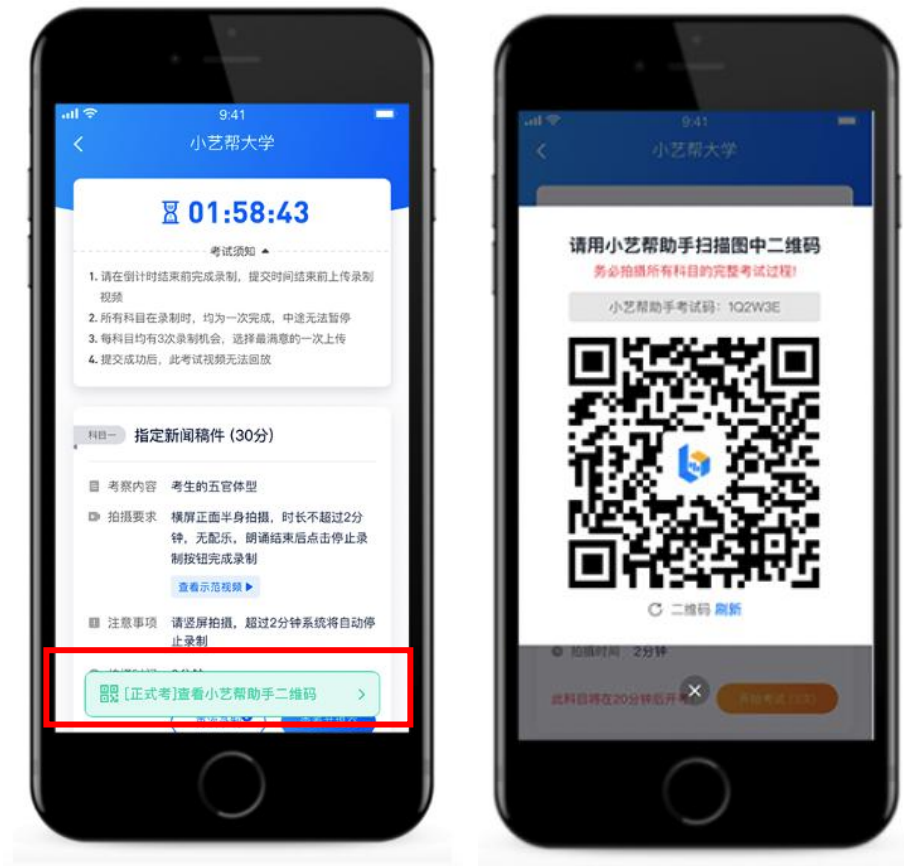 9:41
小艺帮大学
01:58:43
考试须知
1. 请在倒计时结束前完成录制，提交时间结束前上传录制
视频
2. 所有科目在录制时，均为一次完成，中途无法暂停
3. 每科目均有3次录制机会，选择最满意的一次上传
4. 提交成功后，此考试视频无法回放
科目一
指定新闻稿件 (30分)
考察内容 考生的五官体型
拍摄要求 横屏正面半身拍摄，时长不超过2分
钟，无配乐，朗诵结束后点击停止录
制按钮完成录制
查看示范视频
注意事项 请竖屏拍摄，超过2分钟系统将自动停
止录制
[正式考]查看小艺帮助手二维码
9:41
小艺帮大学
请用小艺帮助手扫描图中二维码
务必拍摄所有科目的完整考试过程!
小艺帮助手考试码：1Q2W3E
二维码 刷新
拍摄时间 2分钟
此科目将在20分钟后开考